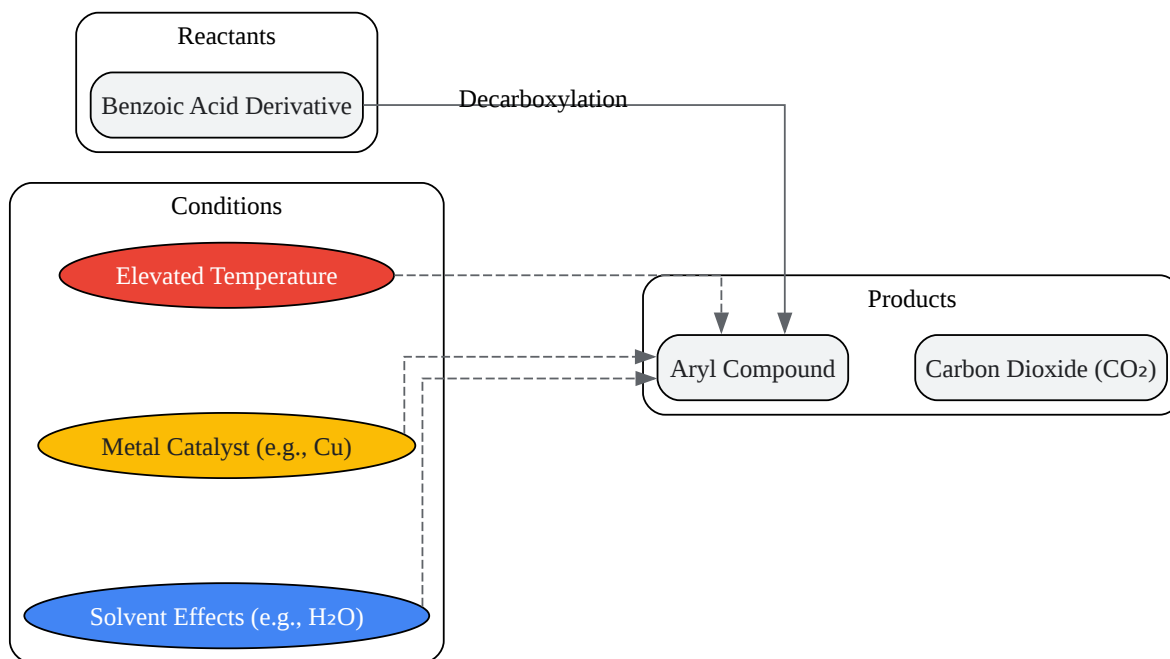 Reactants
Benzoic Acid Derivative
Decarboxylation
Conditions
Elevated Temperature
Products
Aryl Compound
Carbon Dioxide (CO₂)
Metal Catalyst (e.g., Cu)
Solvent Effects (e.g., H₂O)